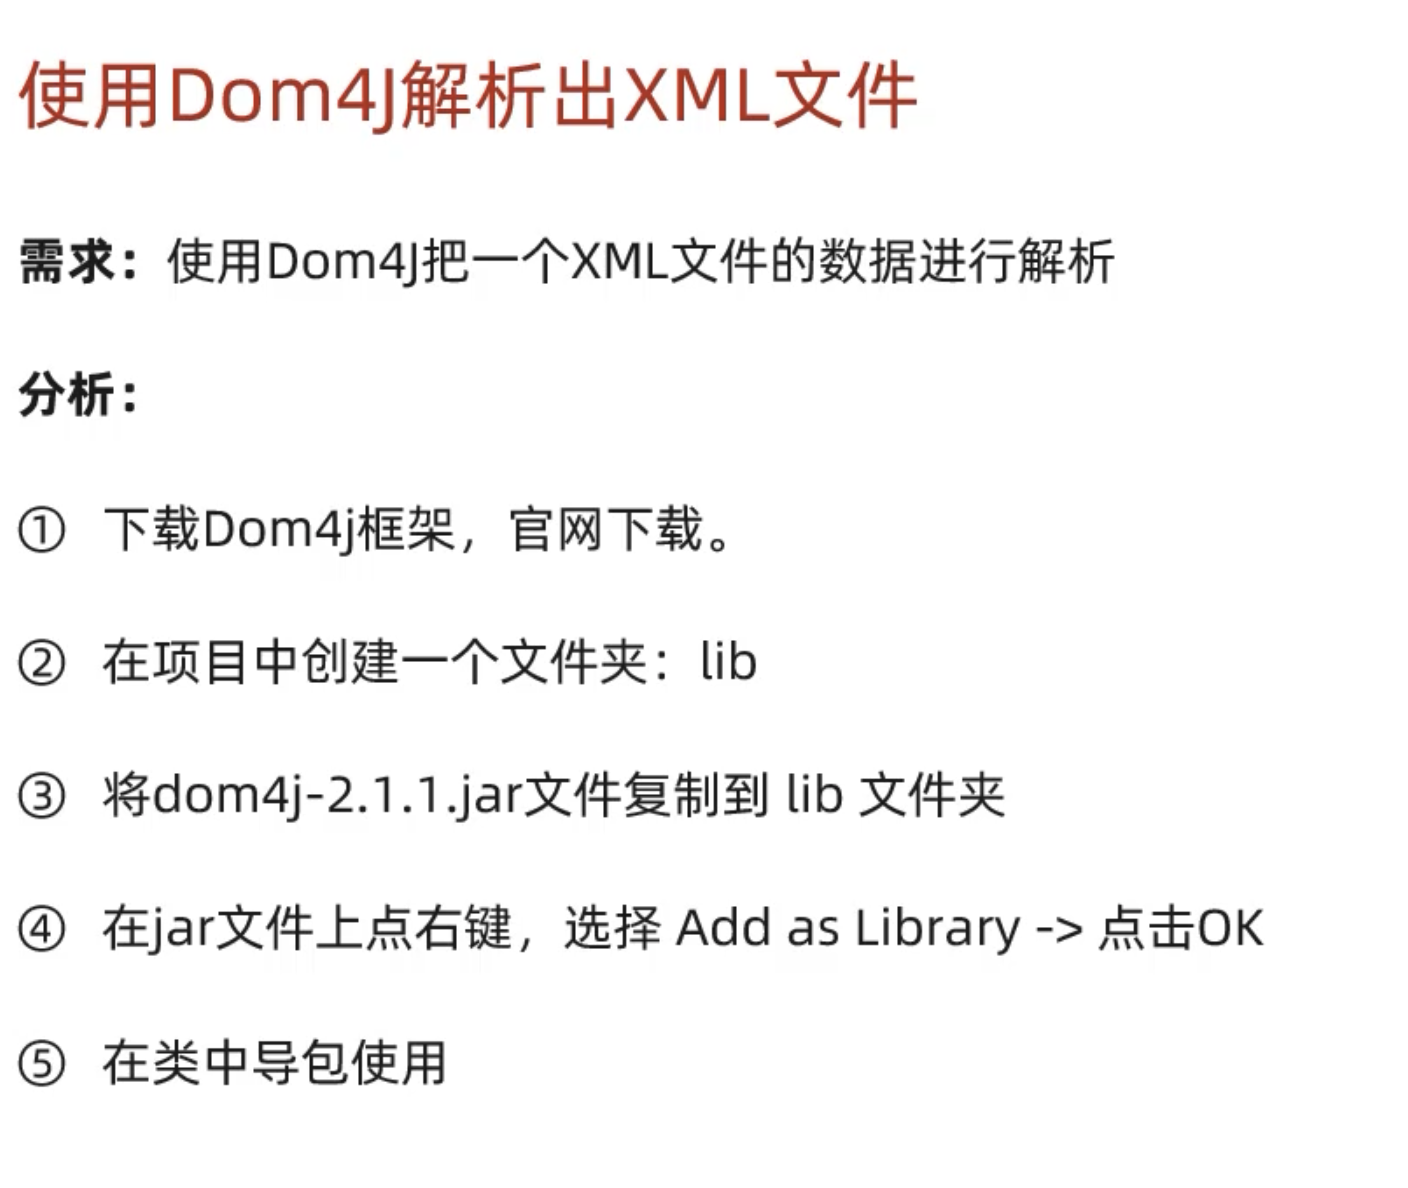 使用Dom4J解析出XML文件
需求：使用Dom4J把一个XML文件的数据进行解析
分析：
① 下载Dom4j框架，官网下载。
② 在项目中创建一个文件夹：lib
③ 将dom4j-2.1.1.jar文件复制到 lib 文件夹
④ 在jar文件上点右键，选择 Add as Library -> 点击OK
⑤ 在类中导包使用